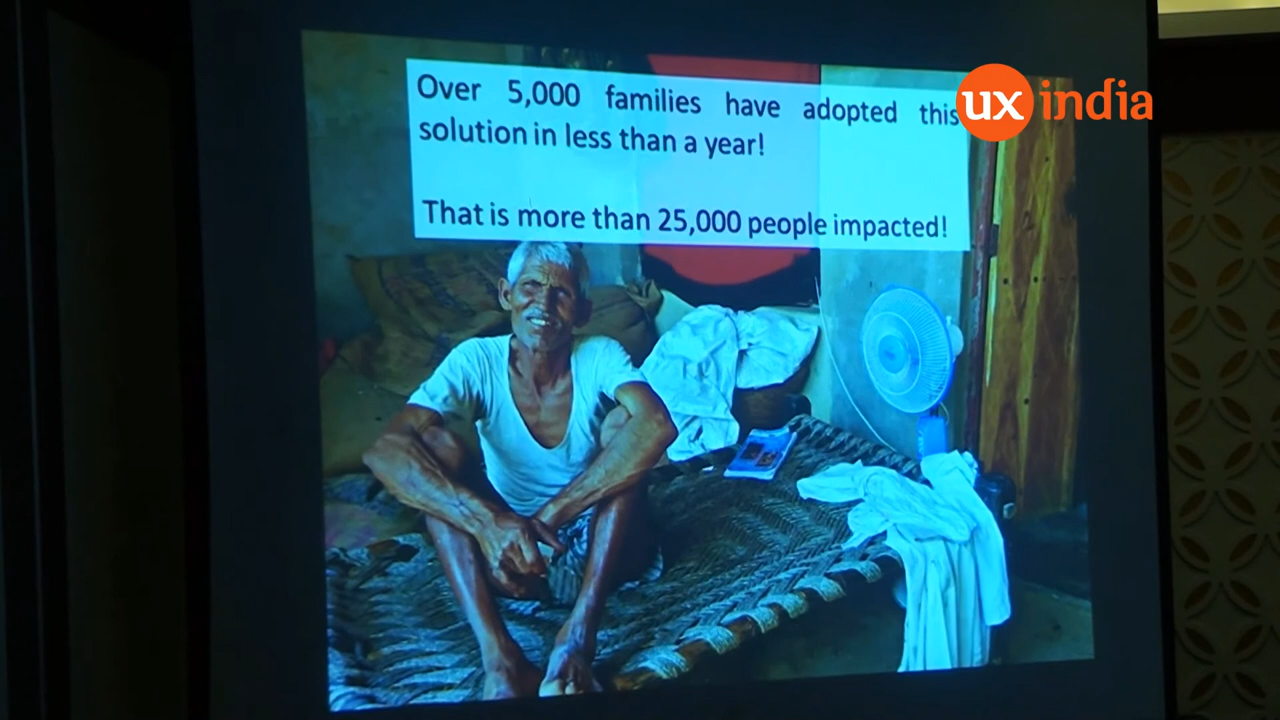 Over 5,000 families have adopted this
solution in less than a year!
That is more than 25,000 people impacted!
ux india